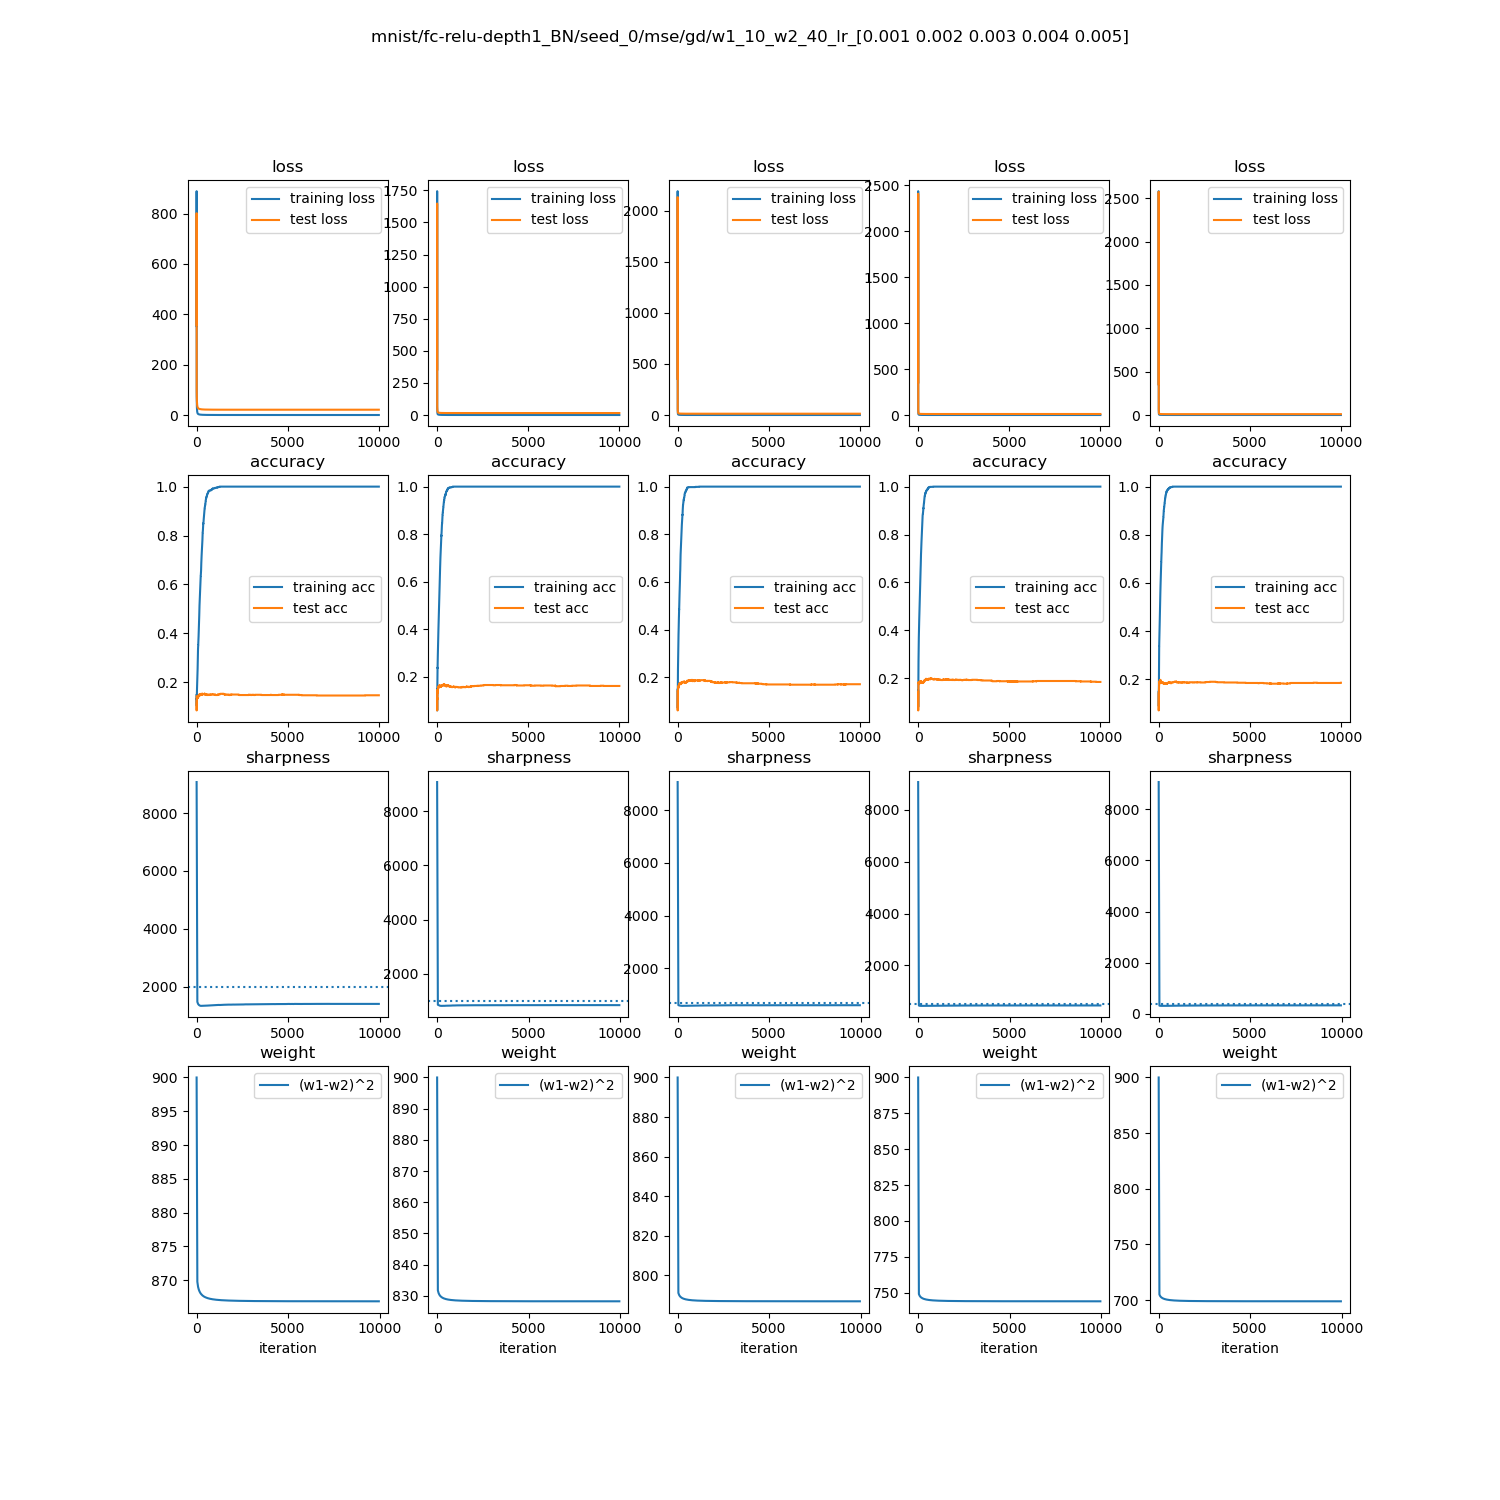 mnist/fc-relu-depth1_BN/seed_0/mse/gd/w1_10_w2_40_lr_[0.001 0.002 0.003 0.004 0.005]
loss loss loss loss loss
training loss
test loss
800
600
400
200
0
0 5000 10000
training loss
test loss
1750
1500
1250
1000
750
500
250
0
0 5000 10000
training loss
test loss
2000
1500
1000
500
0
0 5000 10000
training loss
test loss
2500
2000
1500
1000
500
0
0 5000 10000
training loss
test loss
2500
2000
1500
1000
500
0
0 5000 10000
accuracy accuracy accuracy accuracy accuracy
1.0
0.8
0.6
0.4
0.2
training acc
test acc
0 5000 10000
1.0
0.8
0.6
0.4
0.2
training acc
test acc
0 5000 10000
1.0
0.8
0.6
0.4
0.2
training acc
test acc
0 5000 10000
1.0
0.8
0.6
0.4
0.2
training acc
test acc
0 5000 10000
1.0
0.8
0.6
0.4
0.2
training acc
test acc
0 5000 10000
sharpness sharpness sharpness sharpness sharpness
8000
6000
4000
2000
0 5000 10000
8000
6000
4000
2000
0 5000 10000
8000
6000
4000
2000
0 5000 10000
8000
6000
4000
2000
0 5000 10000
8000
6000
4000
2000
0
0 5000 10000
weight weight weight weight weight
(w1-w2)^2
900
895
890
885
880
875
870
0 5000 10000
iteration
(w1-w2)^2
900
890
880
870
860
850
840
830
0 5000 10000
iteration
(w1-w2)^2
900
880
860
840
820
800
0 5000 10000
iteration
(w1-w2)^2
900
875
850
825
800
775
750
0 5000 10000
iteration
(w1-w2)^2
900
850
800
750
700
0 5000 10000
iteration